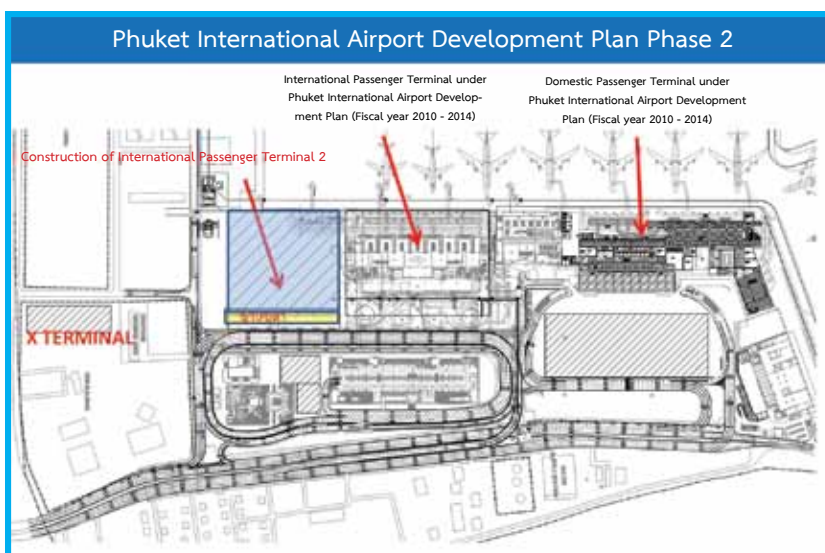 Phuket International Airport Development Plan Phase 2
International Passenger Terminal under
Phuket International Airport Develop-
ment Plan (Fiscal year 2010 - 2014)
Domestic Passenger Terminal under
Phuket International Airport Development
Plan (Fiscal year 2010 - 2014)
Construction of International Passenger Terminal 2
X TERMINAL